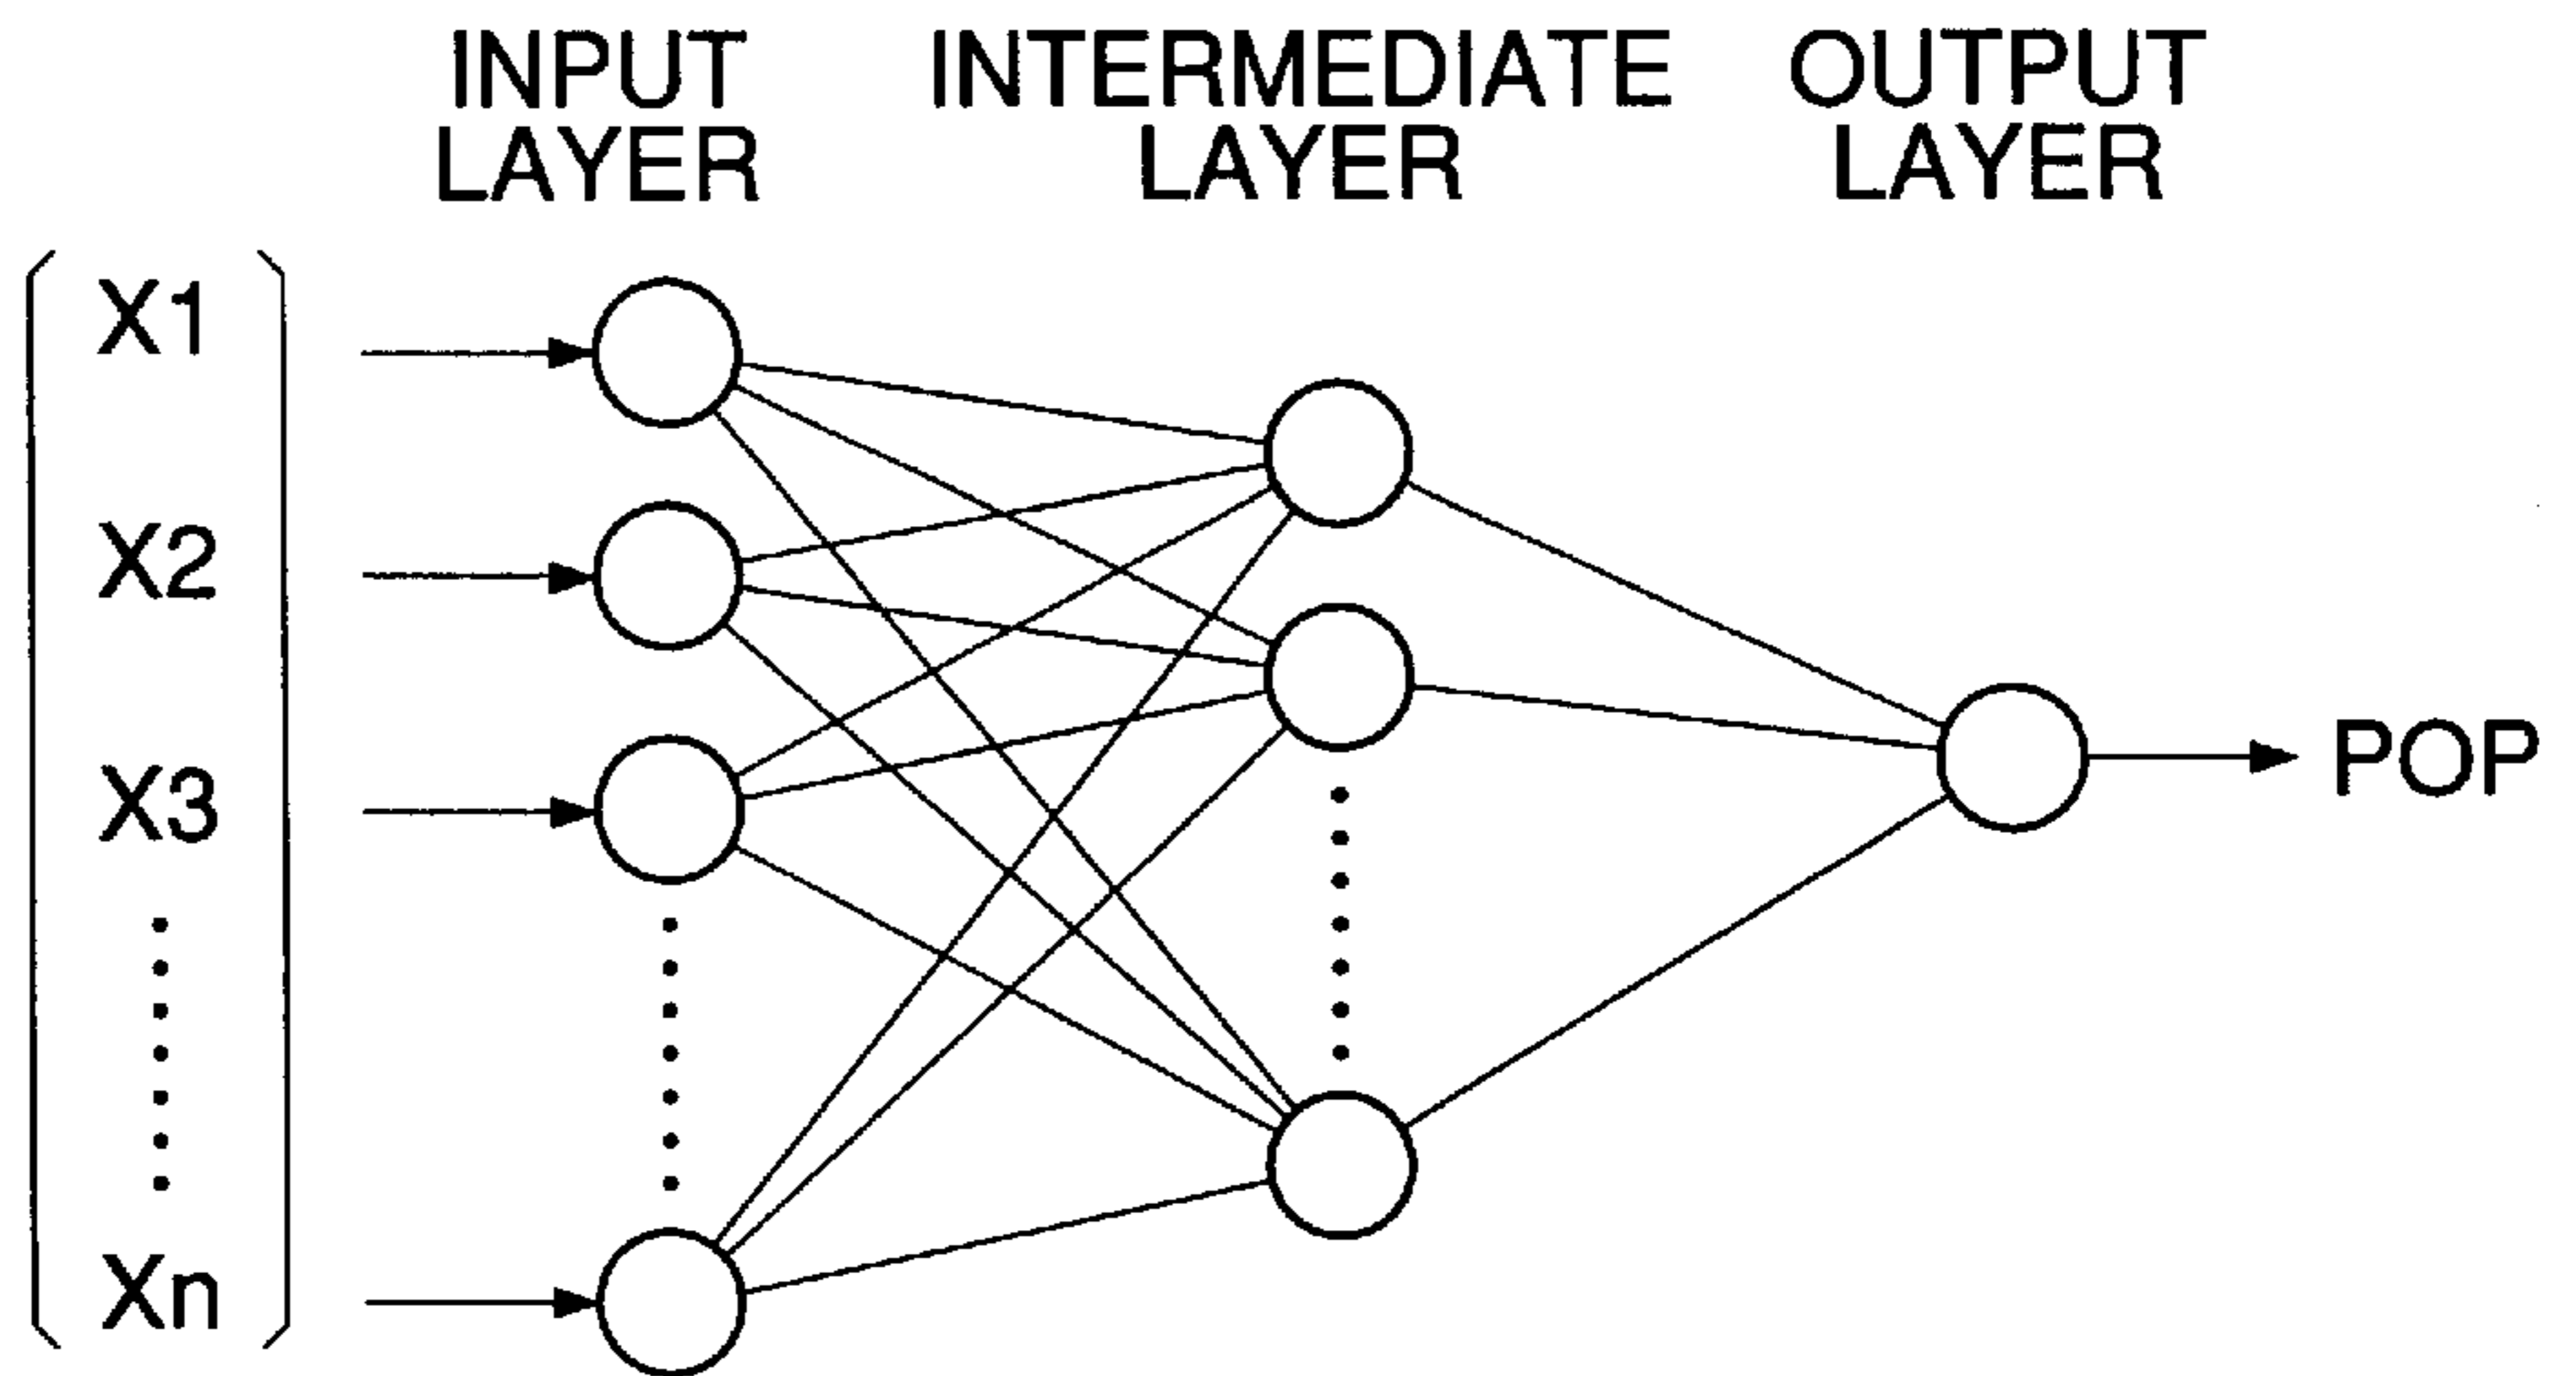 INPUT LAYER
INTERMEDIATE LAYER
OUTPUT LAYER
X1
X2
X3
Xn
POP